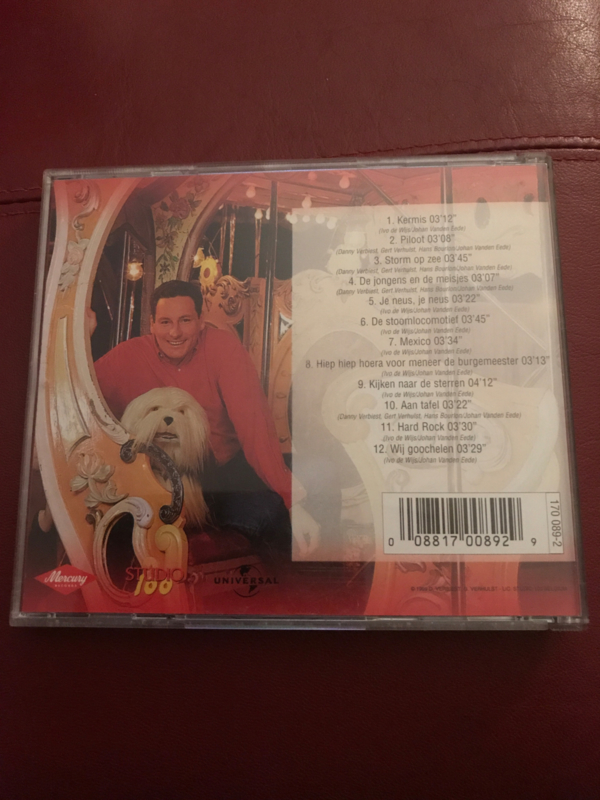 1. Kermis 03'12"
(Ivo de Wijs/Johan Vanden Eede)
2. Piloot 03'08"
(Danny Verbiest, Gert Verhulst, Hans Bourlon/Johan Vanden Eede)
3. Storm op zee 03'45"
(Danny Verbiest, Gert Verhulst, Hans Bourlon/Johan Vanden Eede)
4. De jongens en de meisjes 03'07"
(Danny Verbiest, Gert Verhulst, Hans Bourlon/Johan Vanden Eede)
5. Je neus, je neus 03'22"
(Ivo de Wijs/Johan Vanden Eede)
6. De stoomlocomotief 03'45"
(Ivo de Wijs/Johan Vanden Eede)
7. Mexico 03'34"
(Ivo de Wijs/Johan Vanden Eede)
8. Hiep hiep hoera voor meneer de burgemeester 03'13"
(Ivo de Wijs/Johan Vanden Eede)
9. Kijken naar de sterren 04'12"
(Ivo de Wijs/Johan Vanden Eede)
10. Aan tafel 03'22"
(Danny Verbiest, Gert Verhulst, Hans Bourlon/Johan Vanden Eede)
11. Hard Rock 03'30"
(Ivo de Wijs/Johan Vanden Eede)
12. Wij goochelen 03'29"
(Ivo de Wijs/Johan Vanden Eede)
0 08817 00892 9
170 089-2
Mercury
RECORDS
STUDIO
100
UNIVERSAL